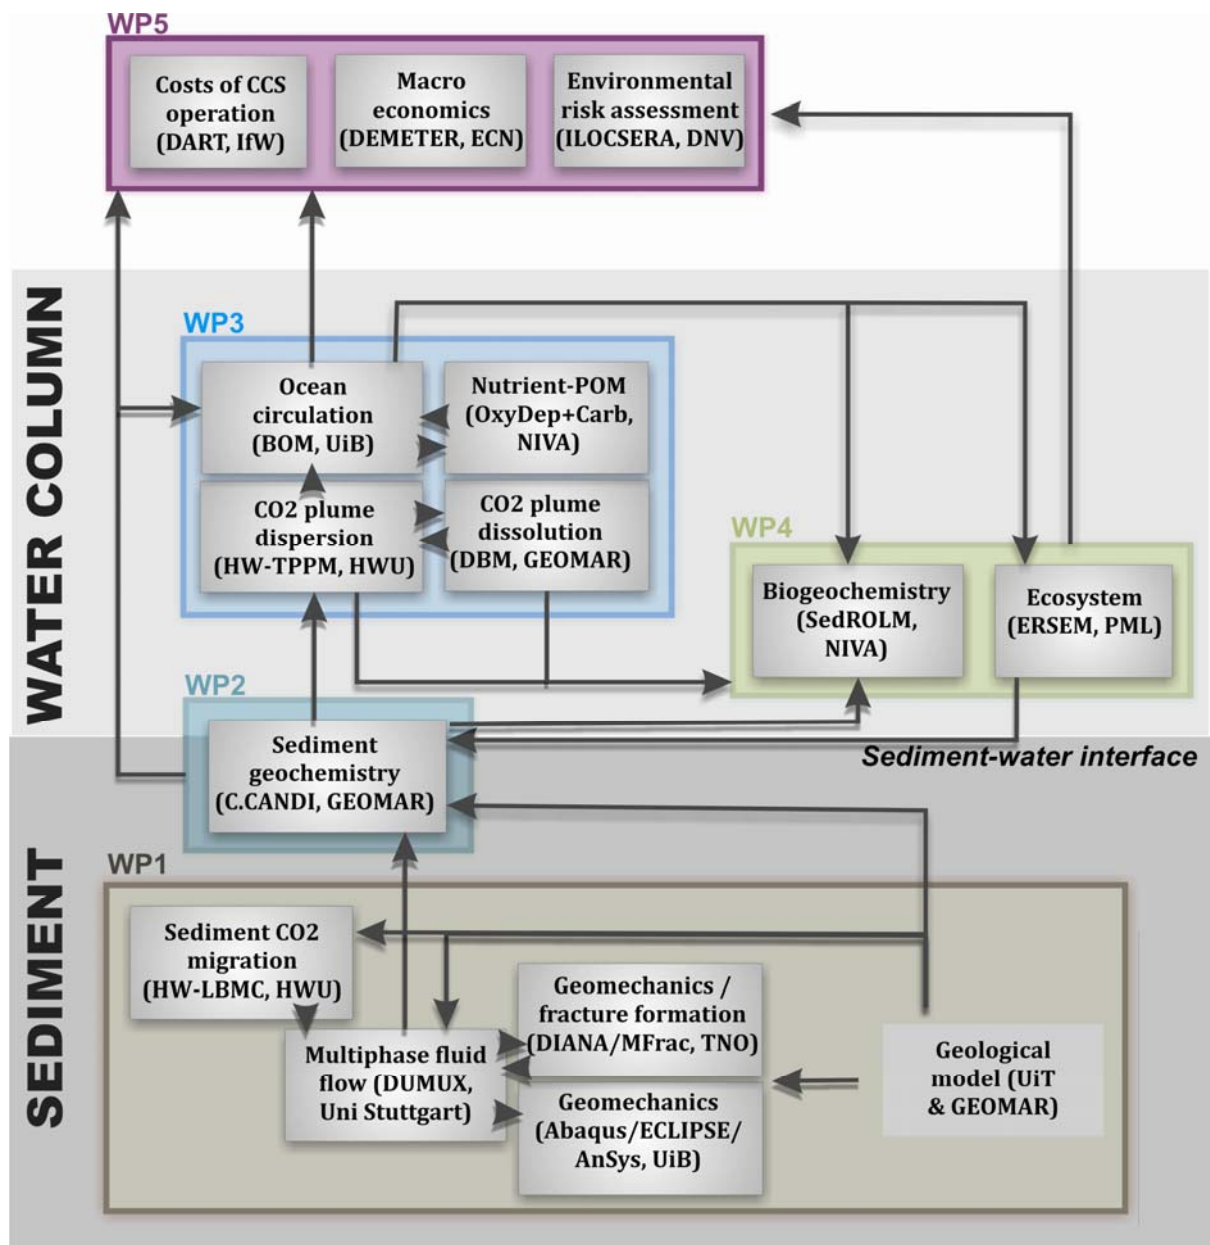 WP5
Costs of CCS
operation
(DART, IfW)
Macro
economics
(DEMETER, ECN)
Environmental
risk assessment
(ILOCSERA, DNV)
WATER COLUMN
WP3
Ocean
circulation
(BOM, UiB)
Nutrient-POM
(OxyDep+Carb,
NIVA)
CO2 plume
dispersion
(HW-TPPM, HWU)
CO2 plume
dissolution
(DBM, GEOMAR)
WP4
Biogeochemistry
(SedROLM,
NIVA)
Ecosystem
(ERSEM, PML)
WP2
Sediment
geochemistry
(C.CANDI, GEOMAR)
Sediment-water interface
SEDIMENT
WP1
Sediment CO2
migration
(HW-LBMC, HWU)
Multiphase fluid
flow (DUMUX,
Uni Stuttgart)
Geomechanics /
fracture formation
(DIANA/MFrac, TNO)
Geomechanics
(Abaqus/ECLIPSE/
AnSys, UiB)
Geological
model (UiT
& GEOMAR)